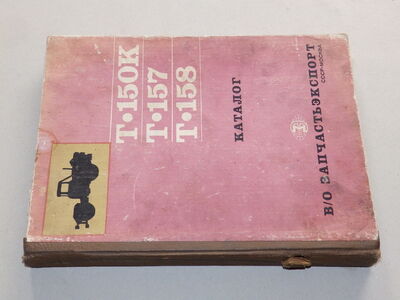 Т·150К
Т·157
Т·158
КАТАЛОГ
В/О ЗАПЧАСТЬЭКСПОРТ
СССР·МОСКВА